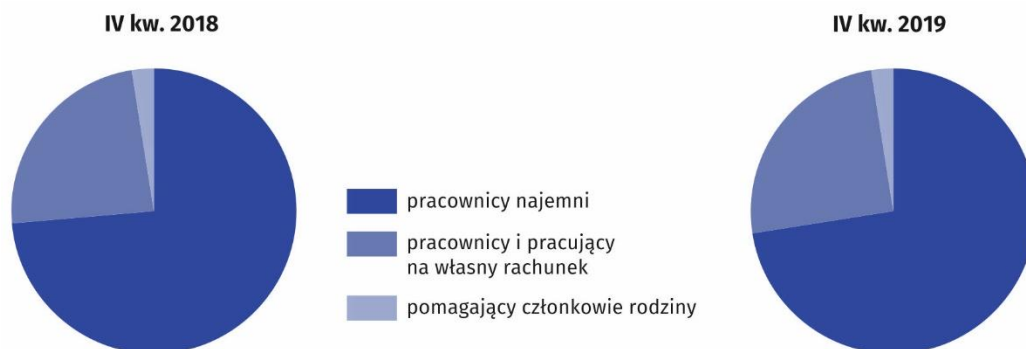 IV kw. 2018
IV kw. 2019
pracownicy najemni
pracownicy i pracujący
na własny rachunek
pomagający członkowie rodziny